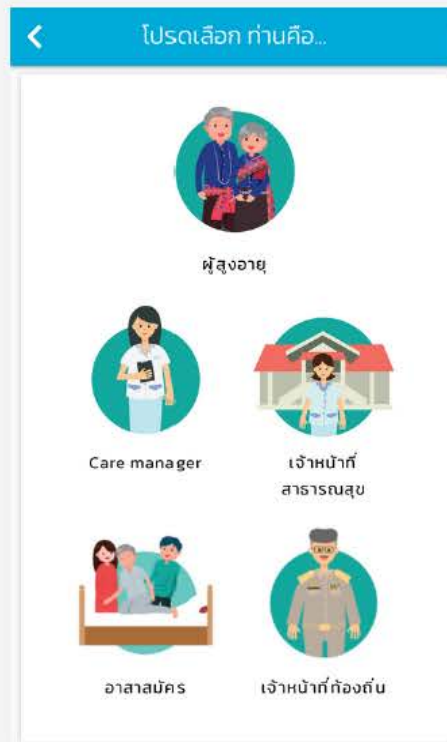 โปรดเลือก ท่านคือ...
ผู้สูงอายุ
Care manager
เจ้าหน้าที่
สาธารณสุข
อาสาสมัคร
เจ้าหน้าที่ท้องถิ่น